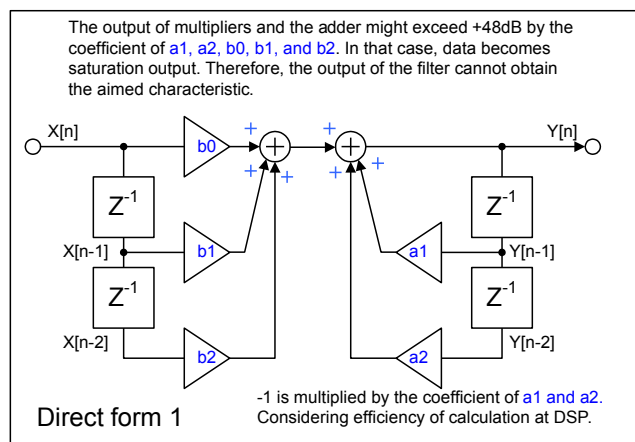 The output of multipliers and the adder might exceed +48dB by the
coefficient of a1, a2, b0, b1, and b2. In that case, data becomes
saturation output. Therefore, the output of the filter cannot obtain
the aimed characteristic.
X[n]
b0
+
+
+
+
+
Y[n]
+
+
+
Z-1
Z-1
X[n-1]
b1
a1
Y[n-1]
Z-1
Z-1
X[n-2]
b2
a2
Y[n-2]
-1 is multiplied by the coefficient of a1 and a2.
Direct form 1
Considering efficiency of calculation at DSP.